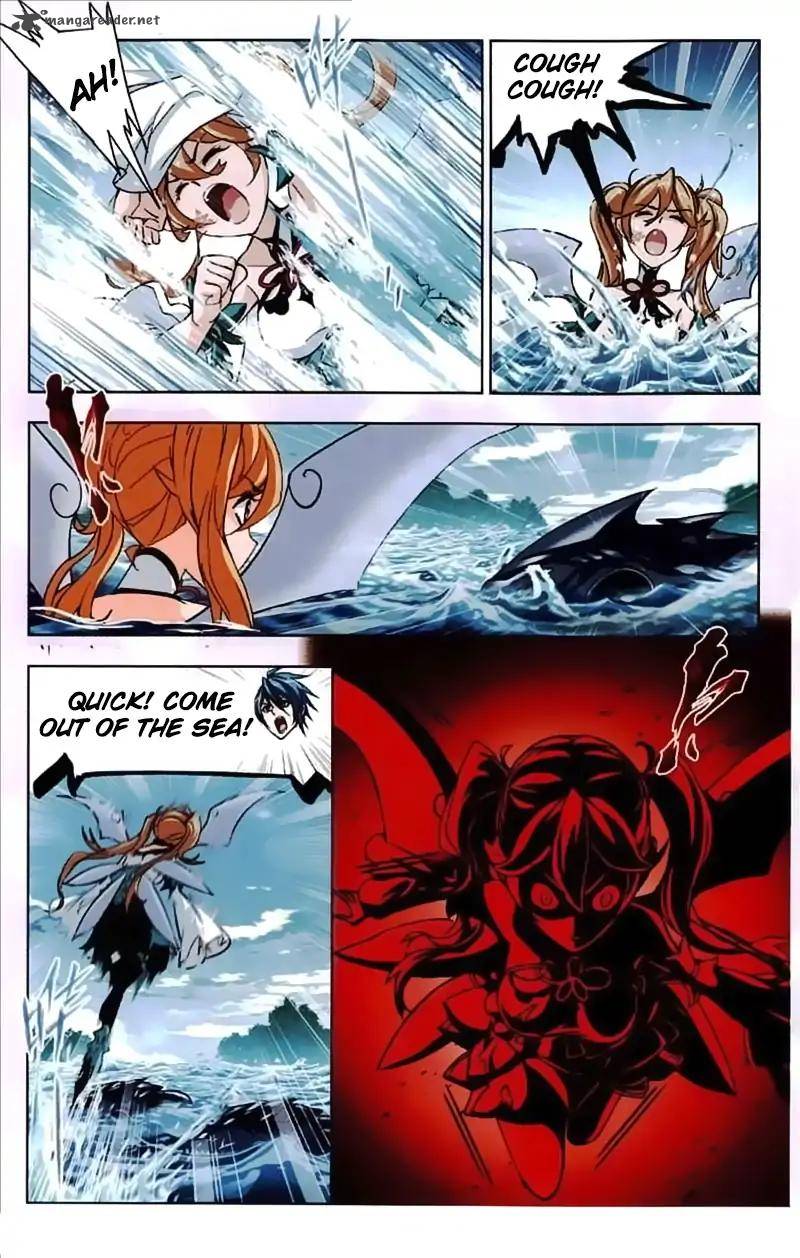 mangareader.net
AH!
COUGH
COUGH!
QUICK! COME
OUT OF THE SEA!